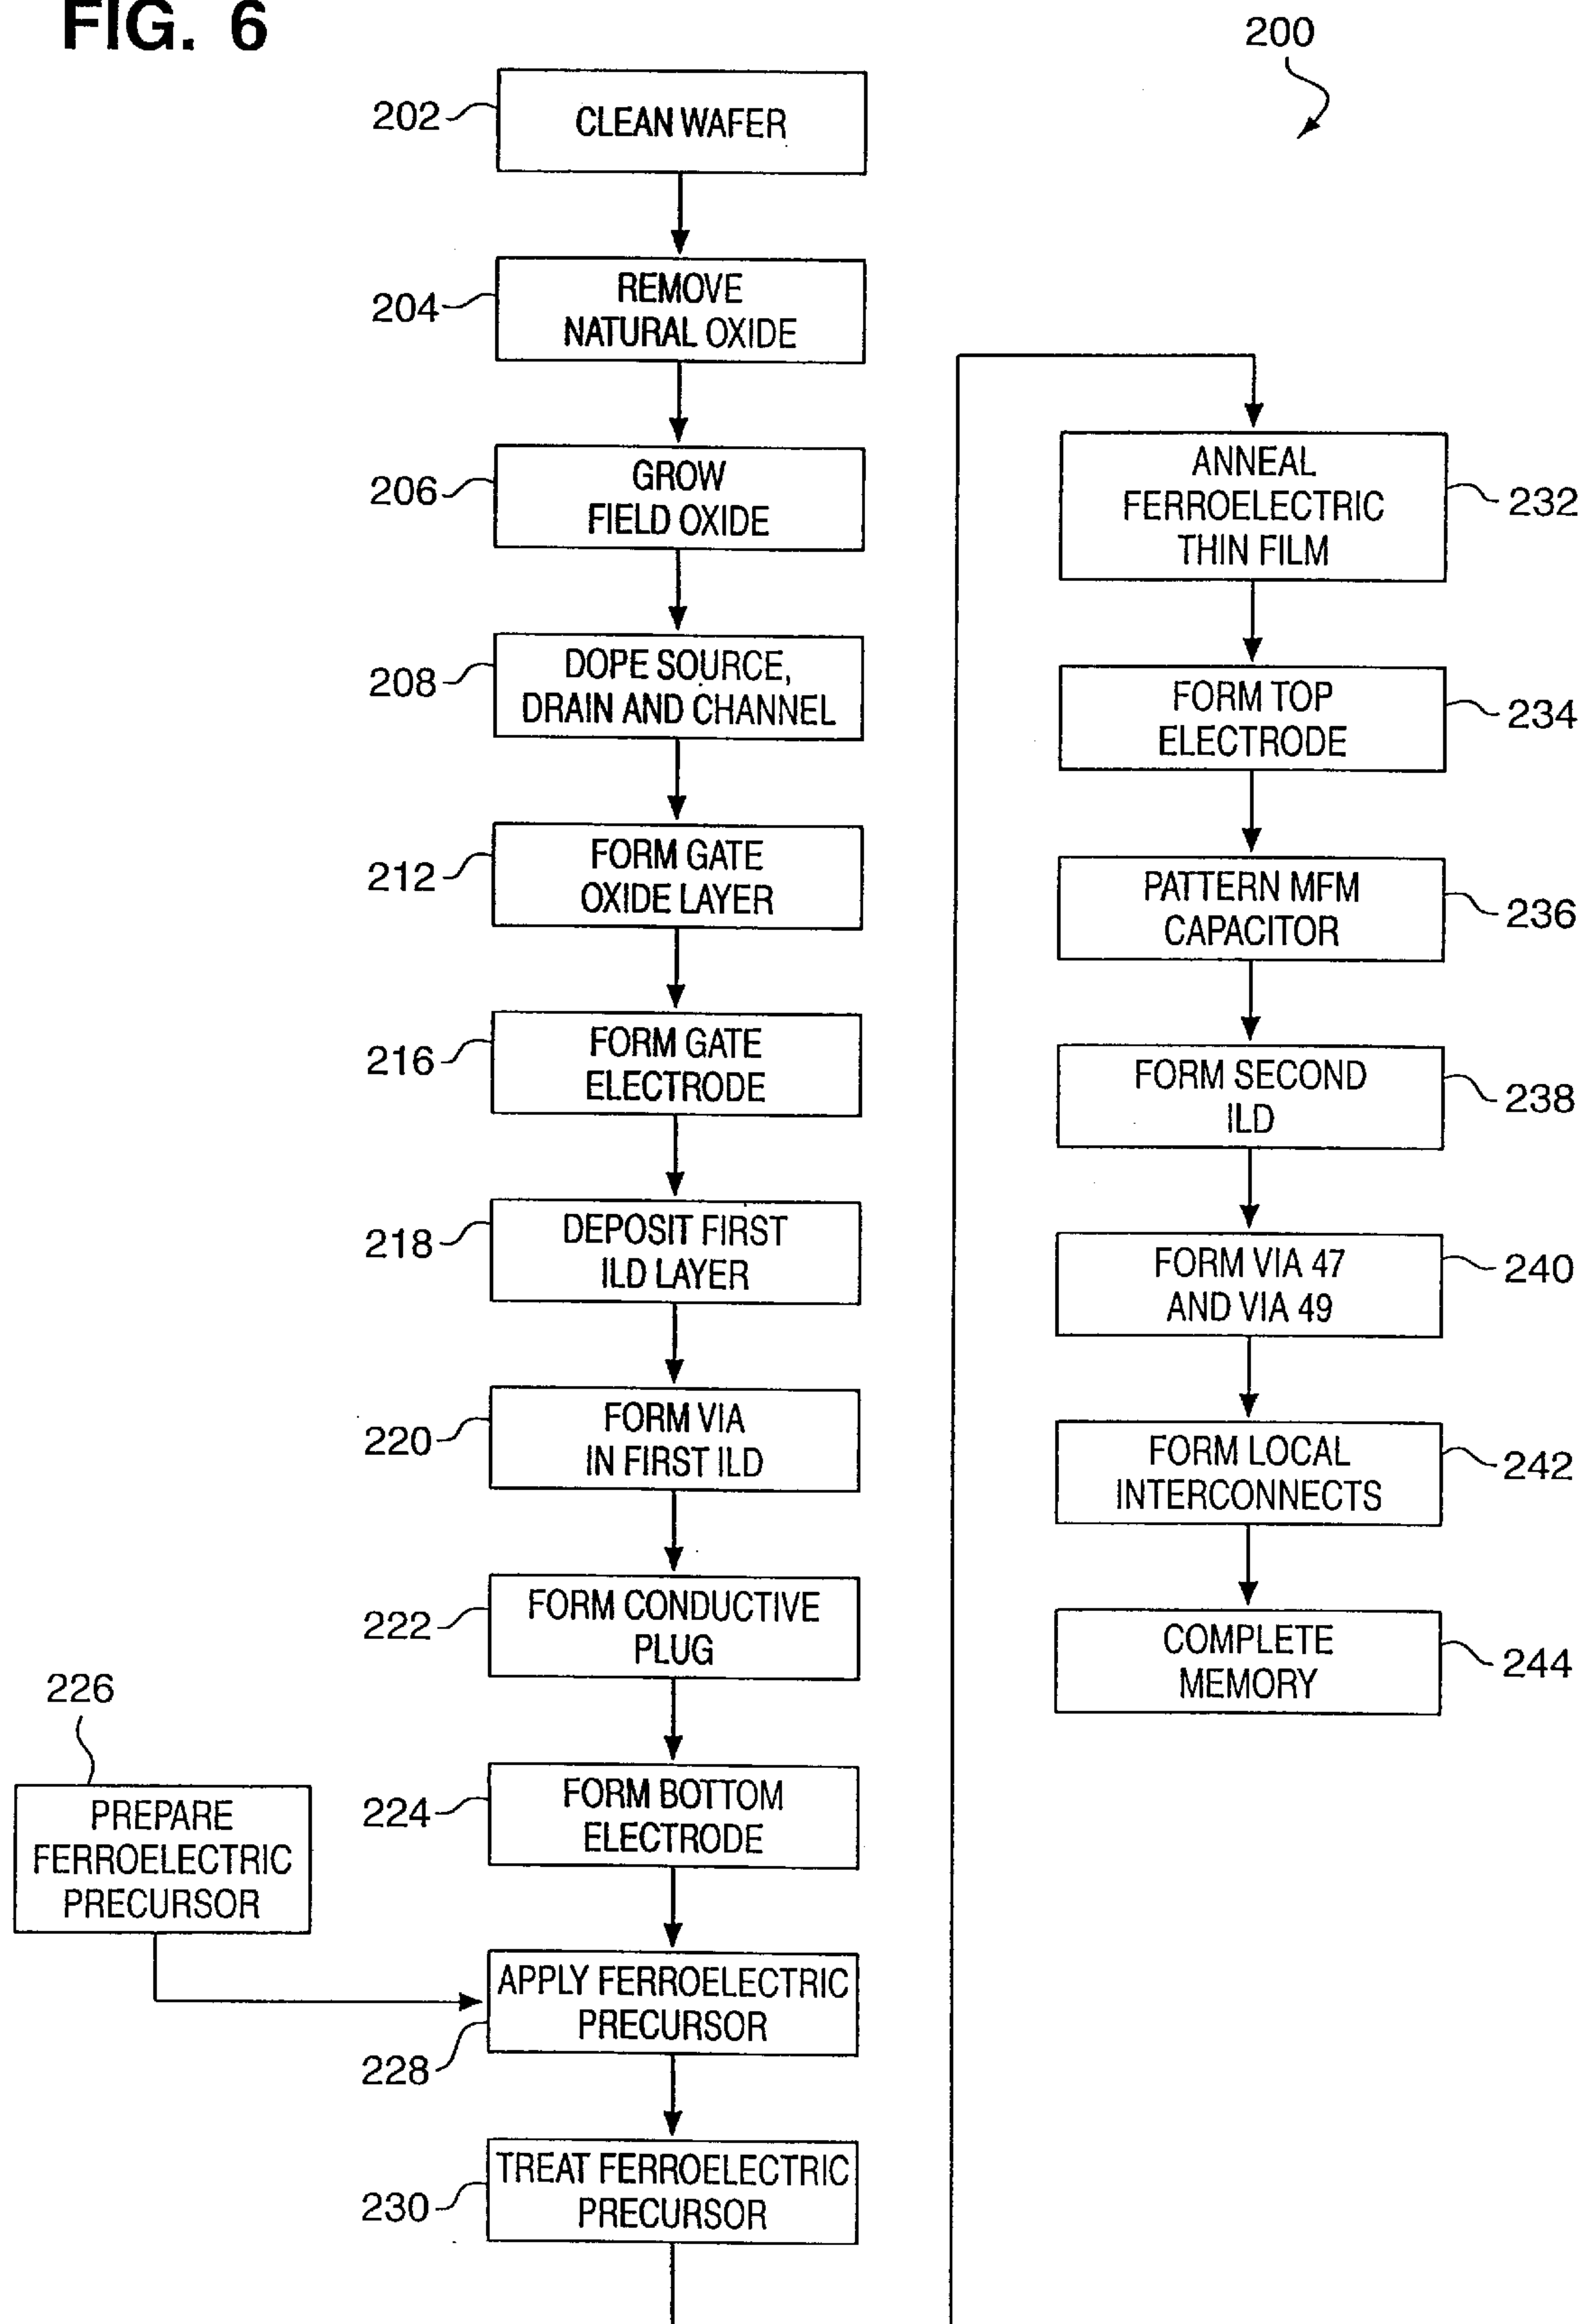 FIG. 6
200
202
CLEAN WAFER
204
REMOVE
NATURAL OXIDE
206
GROW
FIELD OXIDE
208
DOPE SOURCE,
DRAIN AND CHANNEL
212
FORM GATE
OXIDE LAYER
216
FORM GATE
ELECTRODE
218
DEPOSIT FIRST
ILD LAYER
220
FORM VIA
IN FIRST ILD
222
FORM CONDUCTIVE
PLUG
224
FORM BOTTOM
ELECTRODE
226
PREPARE
FERROELECTRIC
PRECURSOR
APPLY FERROELECTRIC
PRECURSOR
228
TREAT FERROELECTRIC
PRECURSOR
230
ANNEAL
FERROELECTRIC
THIN FILM
232
FORM TOP
ELECTRODE
234
PATTERN MFM
CAPACITOR
236
FORM SECOND
ILD
238
FORM VIA 47
AND VIA 49
240
FORM LOCAL
INTERCONNECTS
242
COMPLETE
MEMORY
244